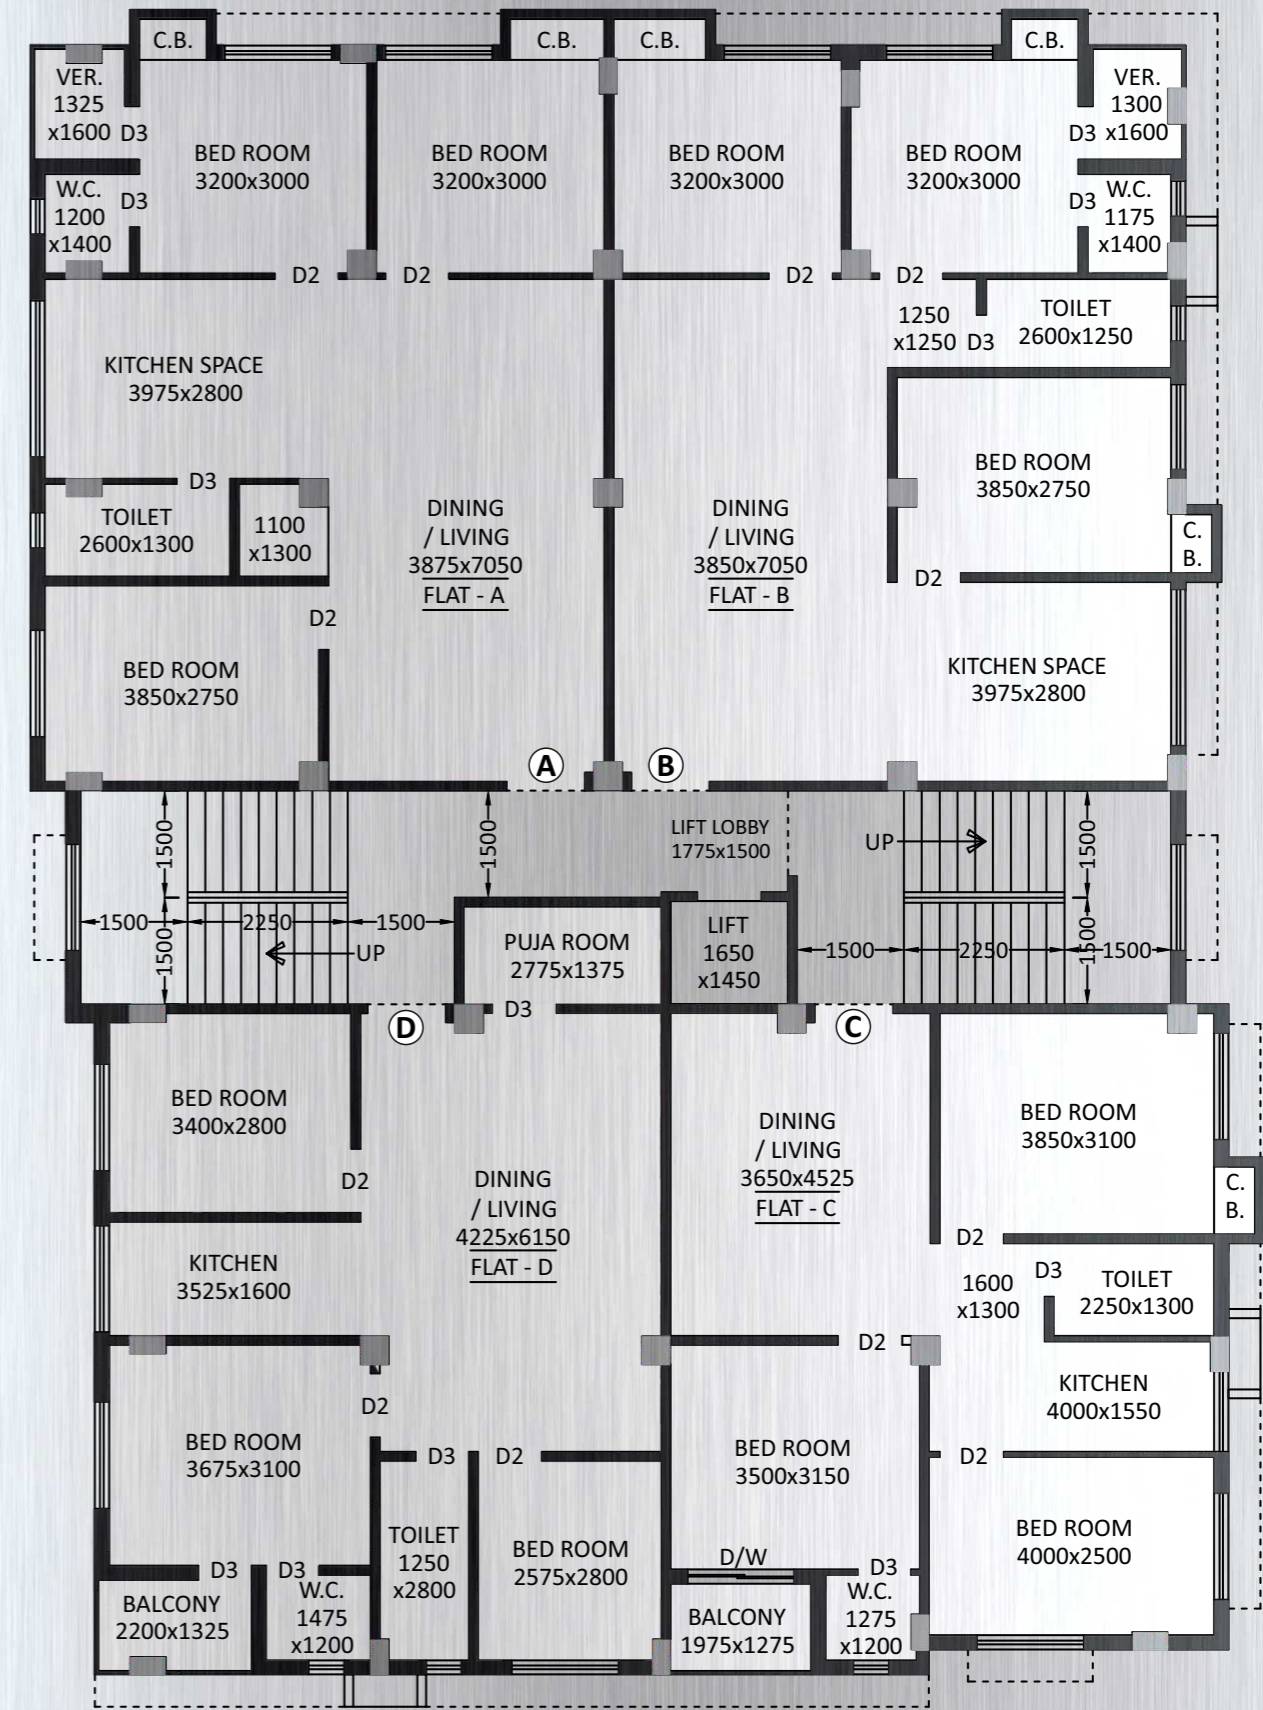 C.B.
C.B.
C.B.
C.B.
VER.
1325
x1600
D3
BED ROOM
3200x3000
BED ROOM
3200x3000
BED ROOM
3200x3000
BED ROOM
3200x3000
VER.
1300
x1600
D3
W.C.
1200
x1400
D3
D3
W.C.
1175
x1400
D2
D2
D2
D2
KITCHEN SPACE
3975x2800
1250
x1250
D3
TOILET
2600x1250
BED ROOM
3850x2750
D3
TOILET
2600x1300
1100
x1300
DINING
/ LIVING
3875x7050
FLAT - A
DINING
/ LIVING
3850x7050
FLAT - B
C.
B.
D2
D2
BED ROOM
3850x2750
KITCHEN SPACE
3975x2800
A
B
1500
1500
LIFT LOBBY
1775x1500
UP
1500
1500
2250
1500
1500
UP
PUJA ROOM
2775x1375
LIFT
1650
x1450
1500
2250
1500
1500
D3
D
C
BED ROOM
3400x2800
D2
DINING
/ LIVING
4225x6150
FLAT - D
DINING
/ LIVING
3650x4525
FLAT - C
BED ROOM
3850x3100
C.
B.
D2
KITCHEN
3525x1600
1600
x1300
D3
TOILET
2250x1300
D2
KITCHEN
4000x1550
BED ROOM
3675x3100
D2
D3
D2
BED ROOM
3500x3150
D2
BED ROOM
4000x2500
TOILET
1250
x2800
BED ROOM
2575x2800
D/W
D3
D3
D3
BALCONY
2200x1325
W.C.
1475
x1200
BALCONY
1975x1275
W.C.
1275
x1200